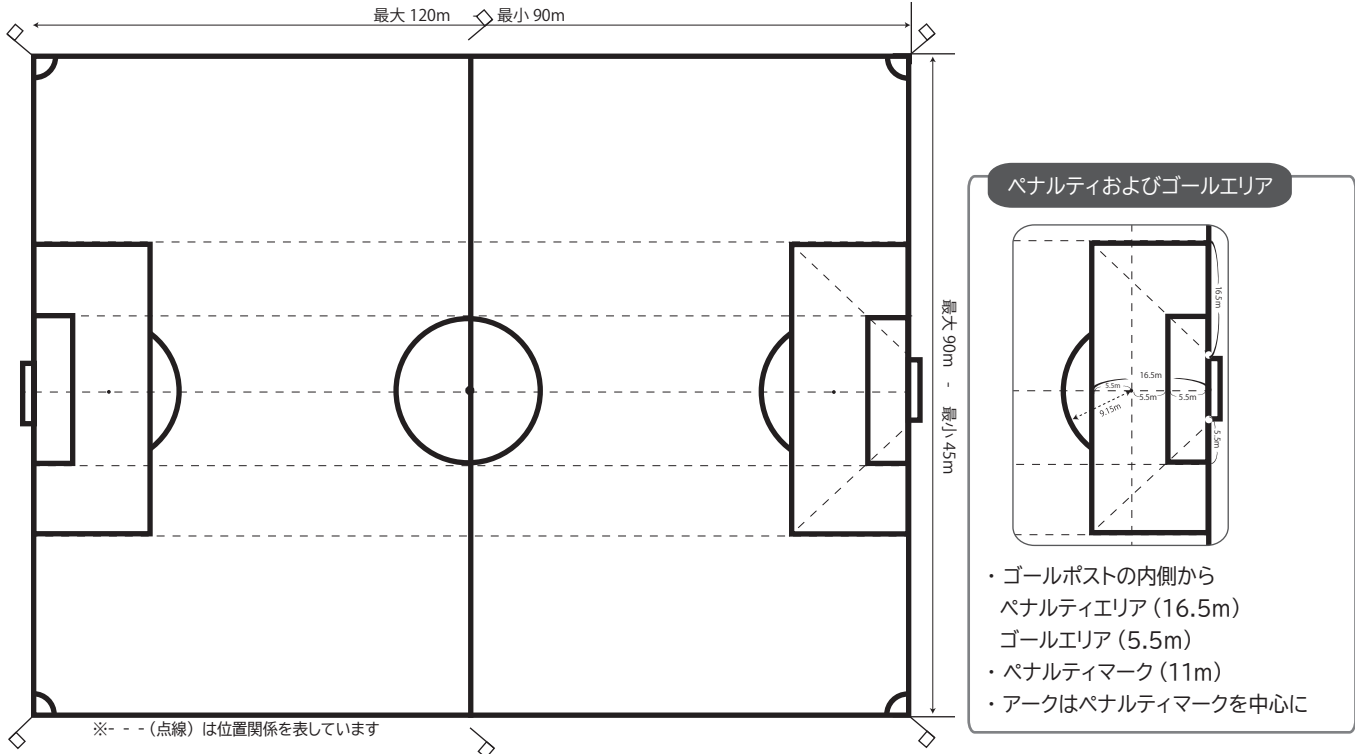 最大 120m - 最小 90m
最大 90m - 最小 45m
※- - -（点線）は位置関係を表しています
ペナルティおよびゴールエリア
16.5m
16.5m
5.5m
5.5m
5.5m
9.15m
5.5m
・ ゴールポストの内側から
ペナルティエリア（16.5m）
ゴールエリア（5.5m）
・ ペナルティマーク（11m）
・ アークはペナルティマークを中心に